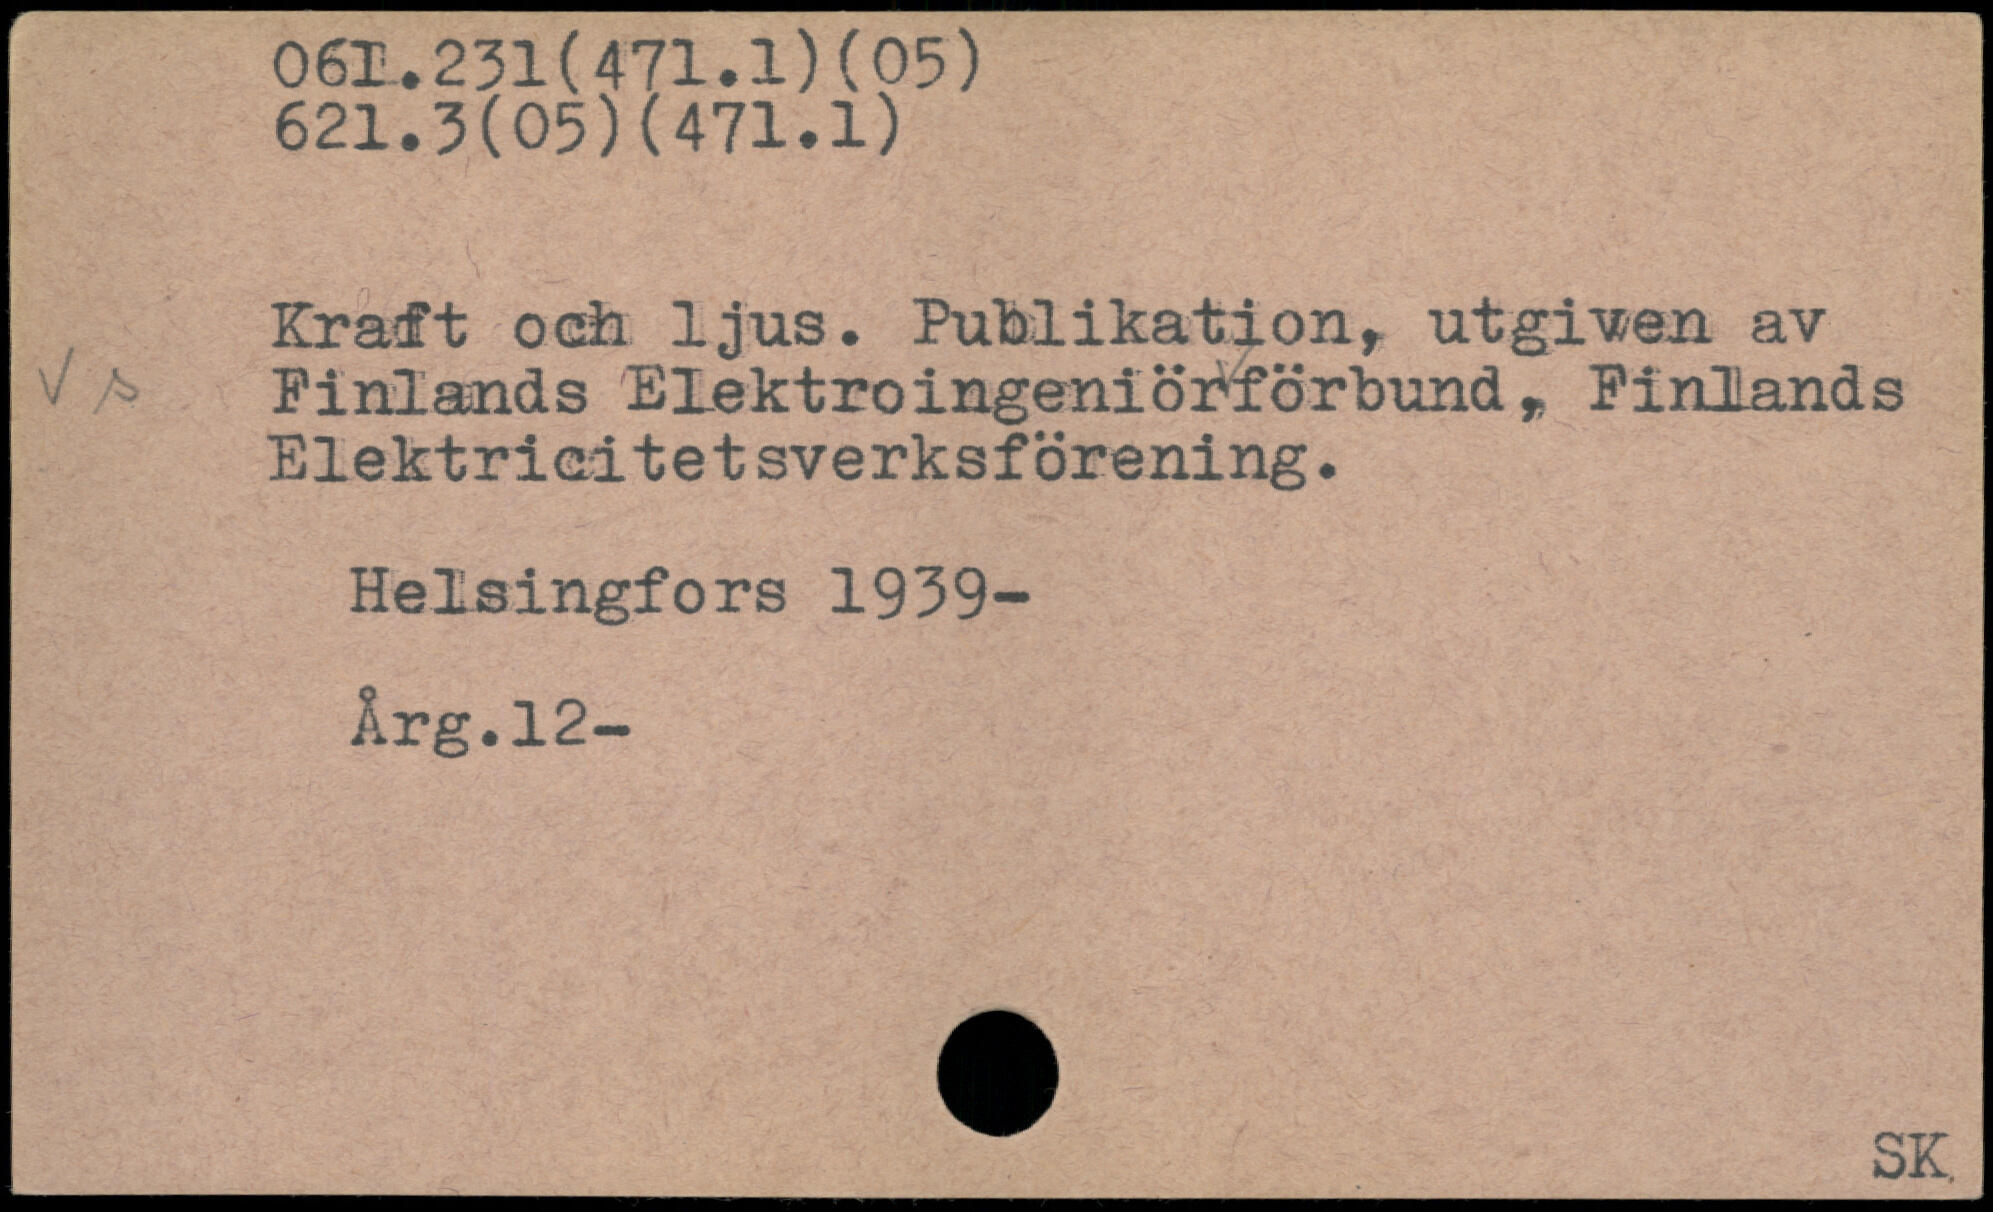 061.231(471.1)(05)
621.3(05)(471.1)
Kraft och ljus. Publikation, utgiven av
V s Finlands Elektroingeniörförbund, Finlands
Elektricitetsverksförening.
Helsingfors 1939-
Årg.12-
SK